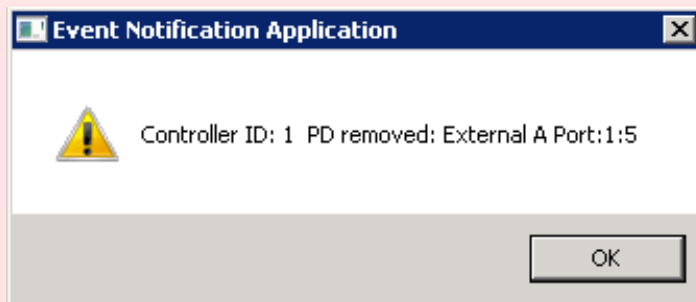 Event Notification Application
Controller ID: 1  PD removed: External A Port:1:5
OK